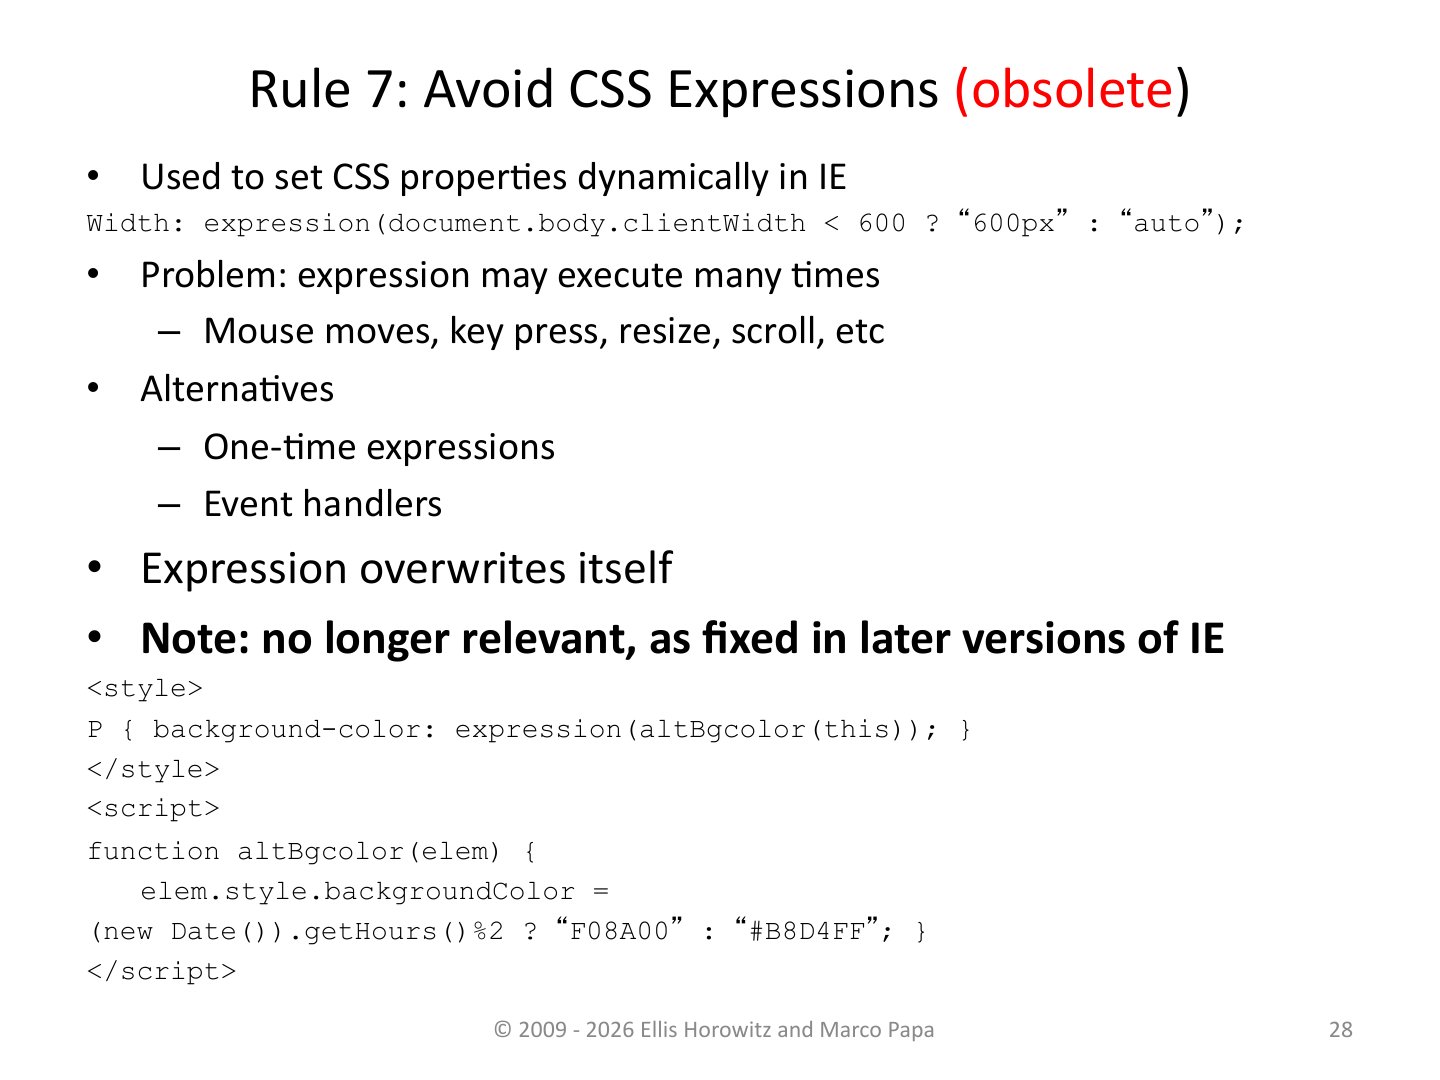 Rule 7: Avoid CSS Expressions (obsolete)
• Used to set CSS properties dynamically in IE
Width: expression(document.body.clientWidth < 600 ? “600px” : “auto”);
• Problem: expression may execute many times
– Mouse moves, key press, resize, scroll, etc
• Alternatives
– One-time expressions
– Event handlers
• Expression overwrites itself
• Note: no longer relevant, as fixed in later versions of IE
<style>
P { background-color: expression(altBgcolor(this)); }
</style>
<script>
function altBgcolor(elem) {
elem.style.backgroundColor =
(new Date()).getHours()%2 ? “F08A00” : “#B8D4FF”; }
</script>
© 2009 - 2026 Ellis Horowitz and Marco Papa
28